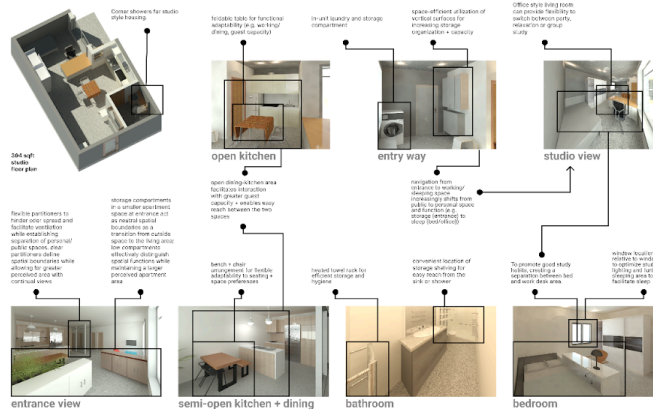 Corner showers for studio
style housing.
foldable table for functional
adaptability (e.g. working/
dining, guest capacity)
in-unit laundry and storage
compartment
space-efficient utilization of
vertical surfaces for
increasing storage
organization + capacity
Office style living room
can provide flexibility to
switch between party,
relaxation or group
study
sqft
studio
floor plan
open kitchen
entry way
studio view
open dining-kitchen area
facilitates interaction
with greater guest
capacity + enables easy
reach between the two
spaces
navigation from
entrance to working/
sleeping space
increasingly shifts from
public to personal space
and function (e.g.
storage (entrance) to
sleep (bed/office))
flexible partitioners to
hinder odor spread and
facilitate ventilation
while establishing
separation of personal/
public spaces. clear
partitioners define
spatial boundaries while
allowing for greater
perceived area with
continual views
storage compartments
in a smaller apartment
space at entrance act
as neutral spatial
boundaries as a
transition from outside
space to the living area;
low compartments
effectively distinguish
spatial functions while
maintaining a larger
perceived apartment
area
bench + chair
arrangement for flexible
adaptability to seating +
space preferences
heated towel rack for
efficient storage and
hygiene
convenient location of
storage shelving for
easy reach from the
sink or shower
To promote good study
habits, creating a
separation between bed
and work desk area.
window location
relative to
to optimize
lighting and
sleeping area to
facilitate sleep
entrance view
semi-open kitchen + dining
bathroom
bedroom